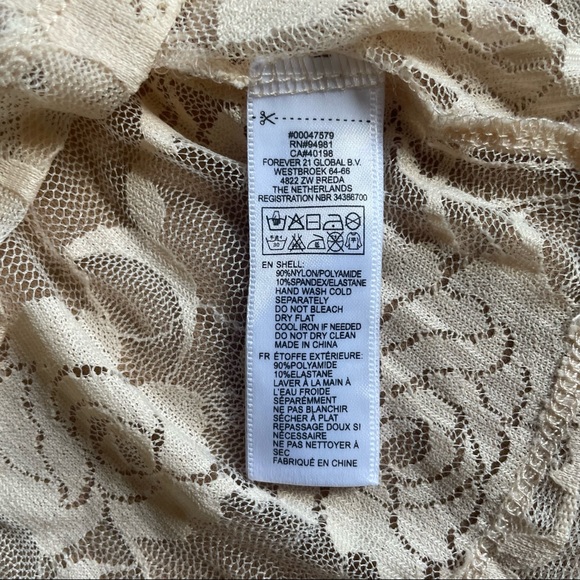 #00047579
RN#94981
CA#40198
FOREVER 21 GLOBAL B.V.
WESTBROEK 64-66
4822 ZW BREDA
THE NETHERLANDS
REGISTRATION NBR 34366700
EN SHELL:
90%NYLON/POLYAMIDE
10%SPANDEX/ELASTANE
HAND WASH COLD
SEPARATELY
DO NOT BLEACH
DRY FLAT
COOL IRON IF NEEDED
DO NOT DRY CLEAN
MADE IN CHINA
FR ÉTOFFE EXTÉRIEURE:
90%POLYAMIDE
10%ELASTANE
LAVER À LA MAIN À
L'EAU FROIDE
SÉPARÉMENT
NE PAS BLANCHIR
SÉCHER À PLAT
REPASSAGE DOUX SI
NÉCESSAIRE
NE PAS NETTOYER À
SEC
FABRIQUÉ EN CHINE